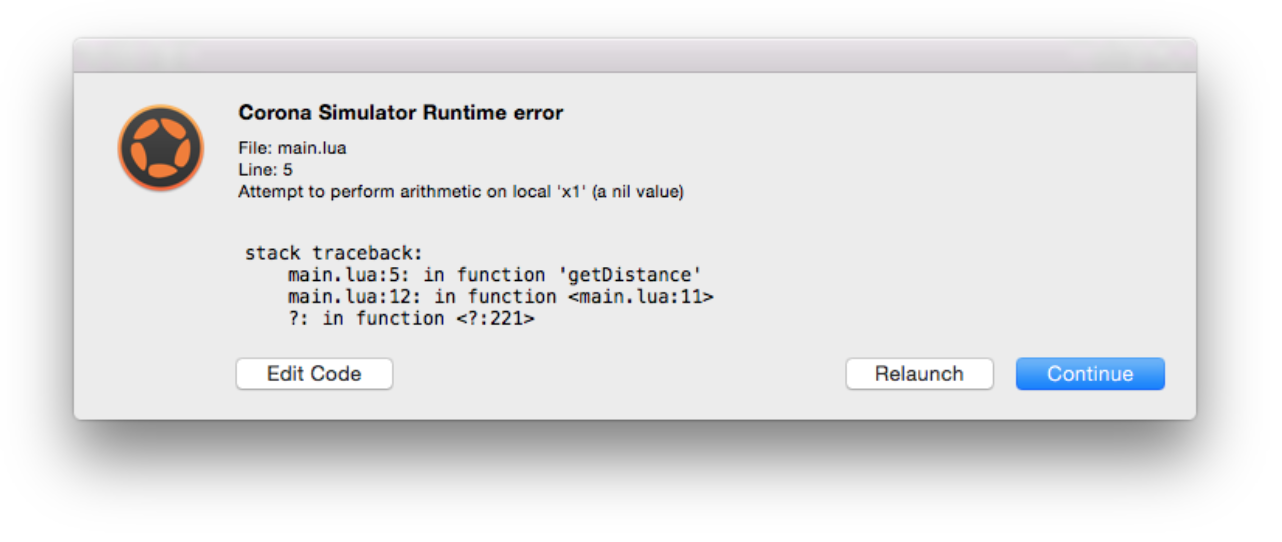 Corona Simulator Runtime error
File: main.lua
Line: 5
Attempt to perform arithmetic on local 'x1' (a nil value)
stack traceback:
main.lua:5: in function 'getDistance'
main.lua:12: in function <main.lua:11>
?: in function <?:221>
Edit Code
Relaunch
Continue